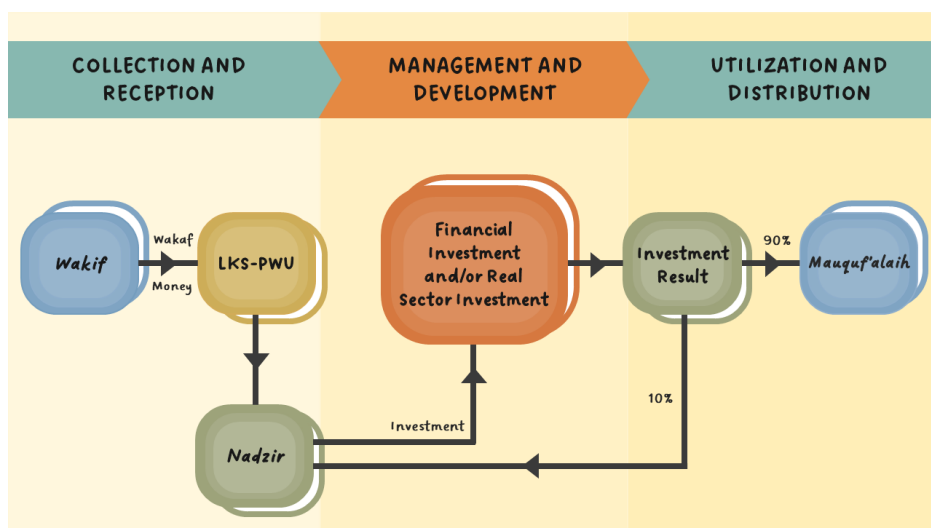 COLLECTION AND
RECEPTION
MANAGEMENT AND
DEVELOPMENT
UTILIZATION AND
DISTRIBUTION
Wakif
Wakaf
Money
LKS-PWU
Financial
Investment
and/or Real
Sector Investment
Investment
Result
90%
Mauquf'alaih
10%
Investment
Nadzir